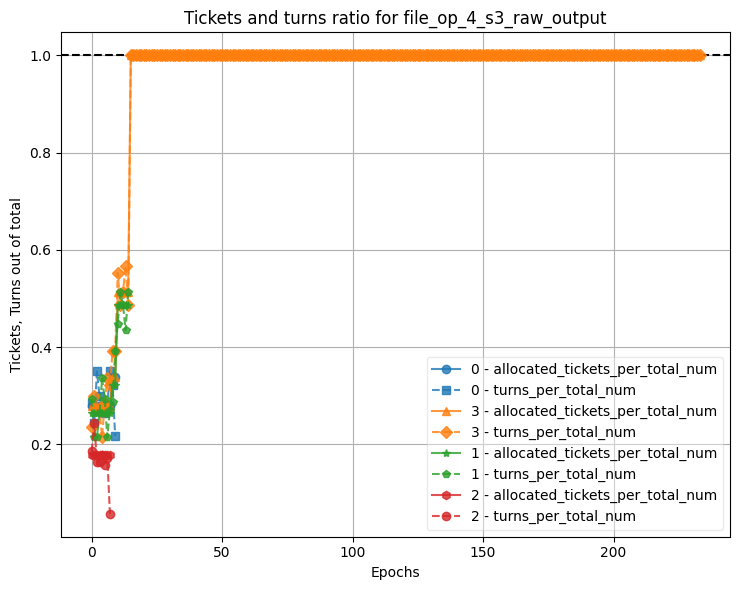 Tickets and turns ratio for file_op_4_s3_raw_output
1.0
0.8
0.6
0.4
0.2
Tickets, Turns out of total
0 - allocated_tickets_per_total_num
0 - turns_per_total_num
3 - allocated_tickets_per_total_num
3 - turns_per_total_num
1 - allocated_tickets_per_total_num
1 - turns_per_total_num
2 - allocated_tickets_per_total_num
2 - turns_per_total_num
0 50 100 150 200
Epochs